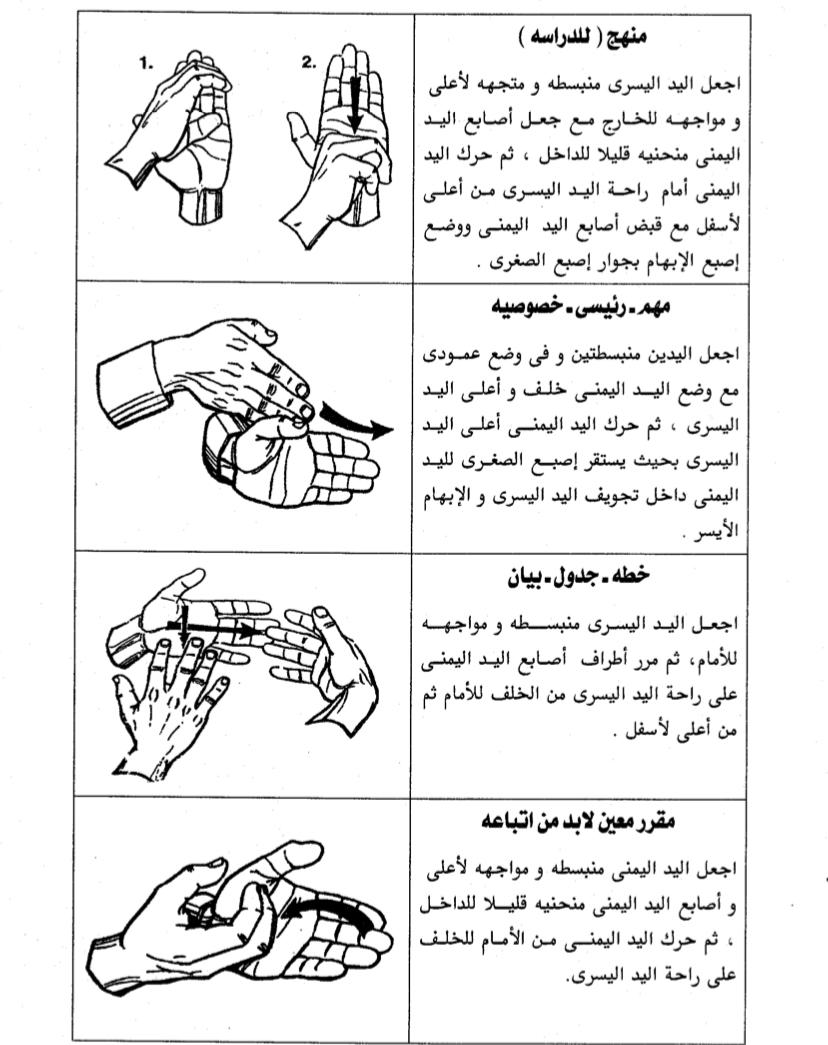 منهج ( للدراسه )
1.
2.
اجعل اليد اليسرى منبسطه و متجهه لأعلى
و مواجهه للخارج مع جعل أصابع اليد
اليمنى منحنيه قليلا للداخل ، ثم حرك اليد
اليمنى أمام راحة اليد اليسرى من أعلى
لأسفل مع قبض أصابع اليد اليمنى ووضع
إصبع الإبهام بجوار إصبع الصغرى .
مهم ـ رئيسى ـ خصوصيه
اجعل اليدين منبسطتين و فى وضع عمودى
مع وضع اليد اليمنى خلف و أعلى اليد
اليسرى ، ثم حرك اليد اليمنى أعلى اليد
اليسرى بحيث يستقر إصبع الصغرى لليد
اليمنى داخل تجويف اليد اليسرى و الإبهام
الأيسر .
خطه ـ جدول ـ بيان
اجعل اليد اليسرى منبسطه و مواجهه
للأمام، ثم مرر أطراف أصابع اليد اليمنى
على راحة اليد اليسرى من الخلف للأمام ثم
من أعلى لأسفل .
مقرر معين لابد من اتباعه
اجعل اليد اليمنى منبسطه و مواجهه لأعلى
و أصابع اليد اليمنى منحنيه قليلا للداخل
، ثم حرك اليد اليمنى من الأمام للخلف
على راحة اليد اليسرى.